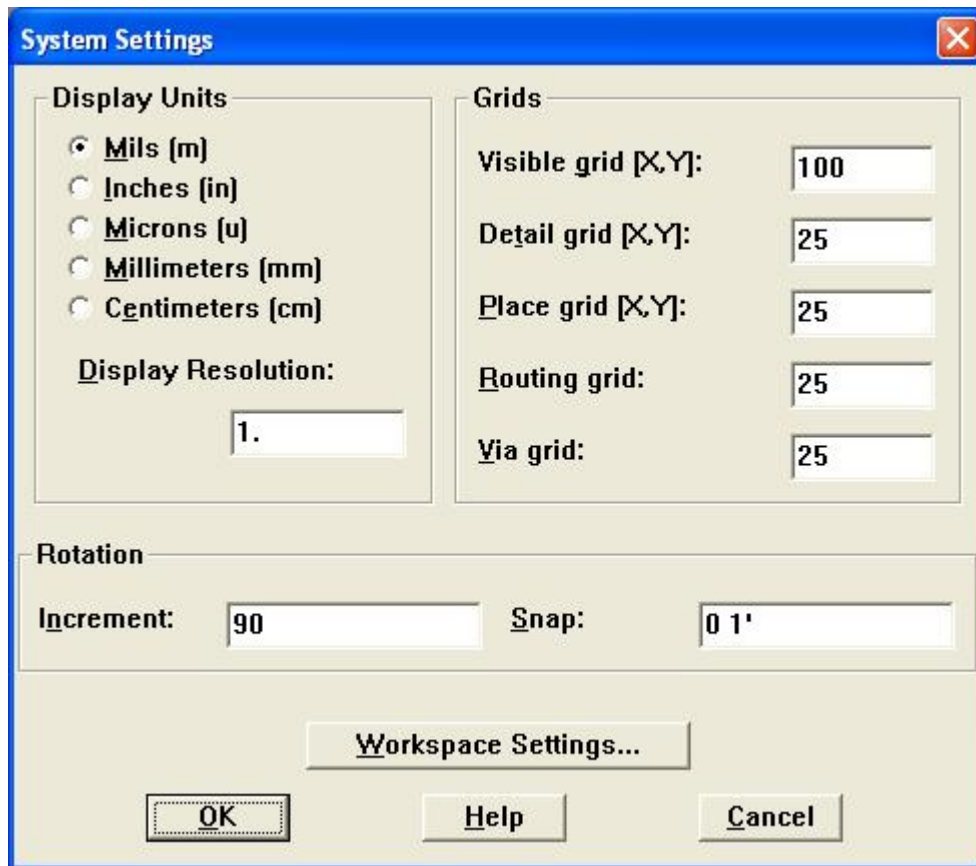 System Settings
Display Units
Mils (m)
Inches (in)
Microns (u)
Millimeters (mm)
Centimeters (cm)
Display Resolution:
1.
Grids
Visible grid [X,Y]: 100
Detail grid [X,Y]: 25
Place grid [X,Y]: 25
Routing grid: 25
Via grid: 25
Rotation
Increment: 90 Snap: 0 1'
Workspace Settings...
OK Help Cancel